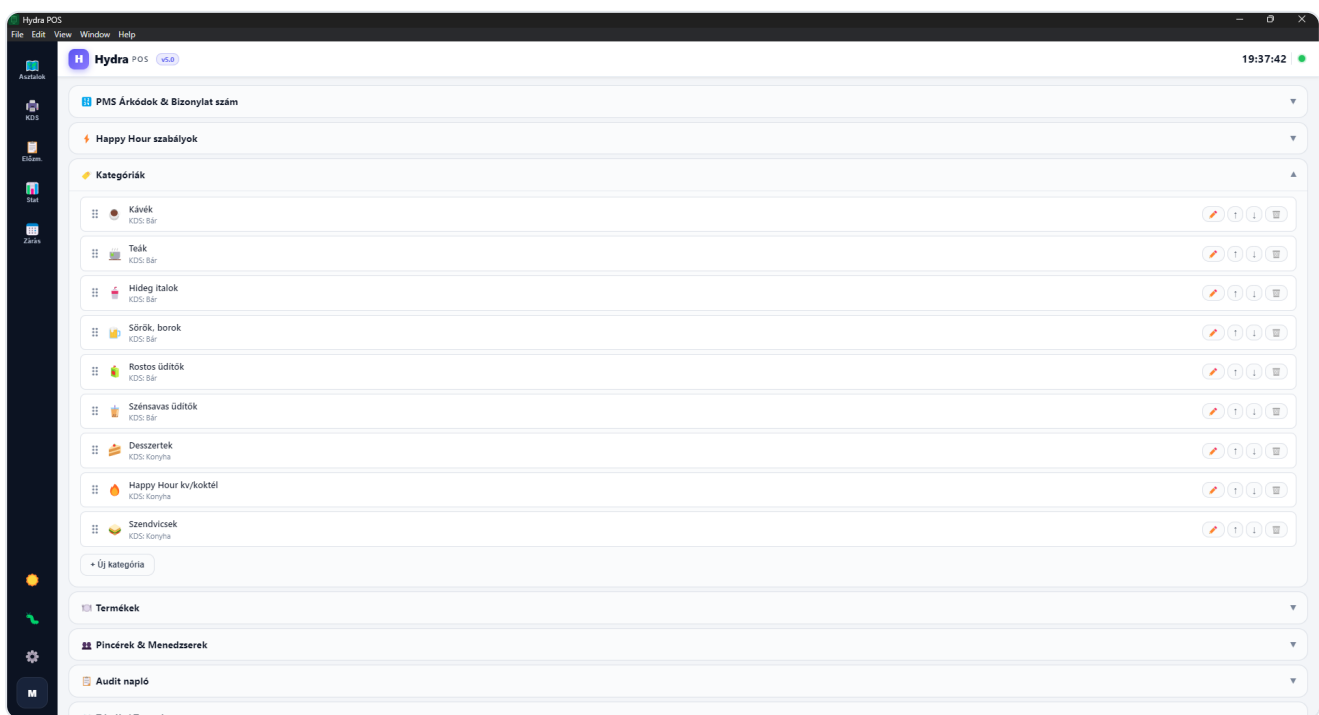 Hydra POS
File Edit View Window Help
H Hydra POS v5.0
19:37:42
Asztalok
KDS
Előzm.
Stat
Zárás
PMS Árkódok & Bizonylat szám
Happy Hour szabályok
Kategóriák
Kávék
KDS: Bár
Teák
KDS: Bár
Hideg italok
KDS: Bár
Sörök, borok
KDS: Bár
Rostos üdítők
KDS: Bár
Szénsavas üdítők
KDS: Bár
Desszertek
KDS: Konyha
Happy Hour kv/koktél
KDS: Konyha
Szendvicsek
KDS: Konyha
+ Új kategória
Termékek
Pincérek & Menedzserek
Audit napló
M